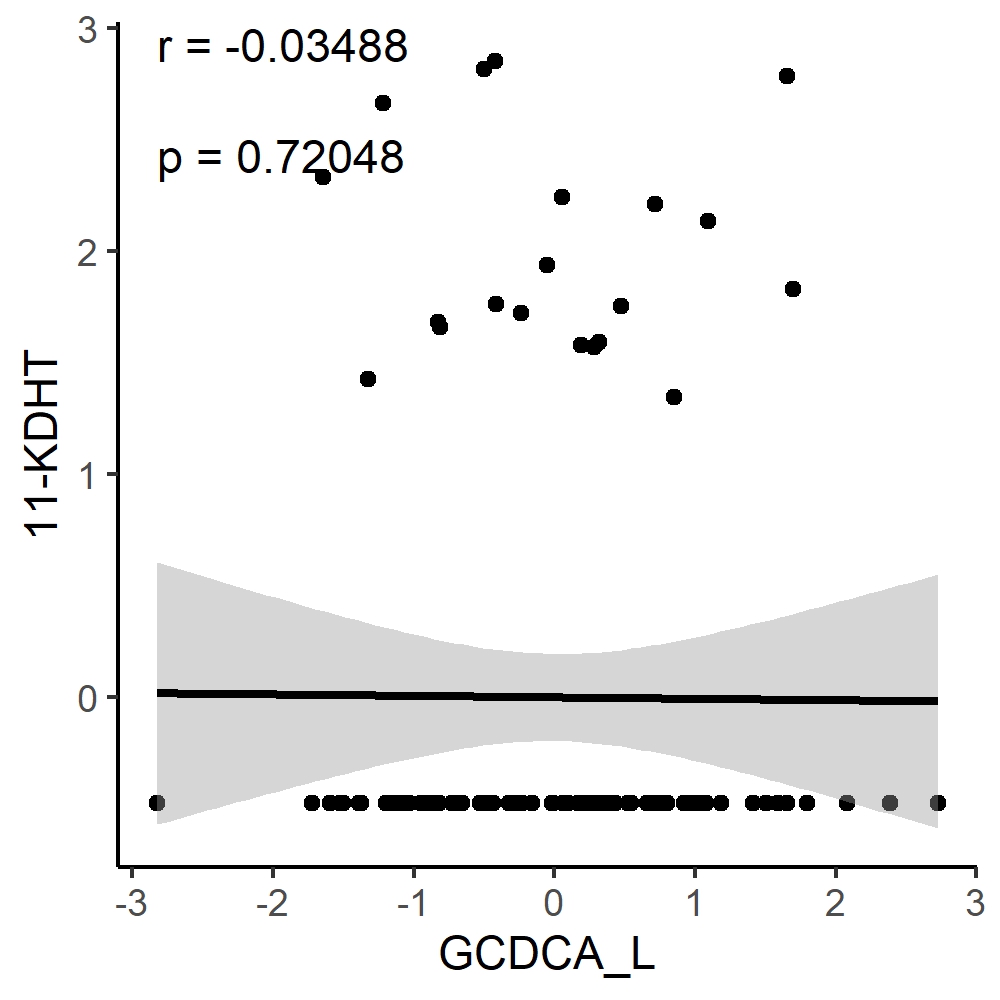 3
r = -0.03488
p = 0.72048
2
11-KDHT
1
0
-3 -2 -1 0 1 2 3
GCDCA_L